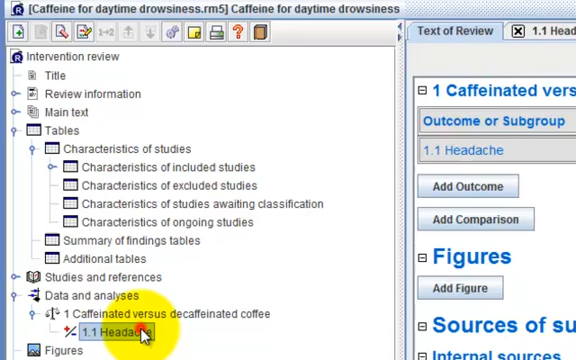 [Caffeine for daytime drowsiness.rm5] Caffeine for daytime drowsiness
Intervention review
Title
Review information
Main text
Tables
Characteristics of studies
Characteristics of included studies
Characteristics of excluded studies
Characteristics of studies awaiting classification
Characteristics of ongoing studies
Summary of findings tables
Additional tables
Studies and references
Data and analyses
1 Caffeinated versus decaffeinated coffee
1.1 Headache
Figures
Text of Review
1.1 Head
1 Caffeinated vers
Outcome or Subgroup
1.1 Headache
Add Outcome
Add Comparison
Figures
Add Figure
Sources of su
Internal sources